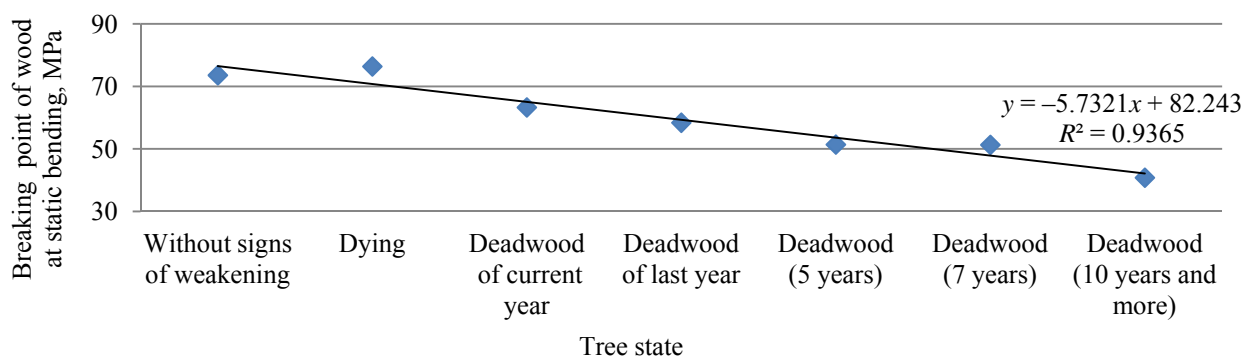 Breaking point of wood
at static bending, MPa
90
70
50
30
y = –5.7321x + 82.243
R² = 0.9365
Without signs
of weakening
Dying
Deadwood
of current
year
Deadwood
of last year
Deadwood
(5 years)
Deadwood
(7 years)
Deadwood
(10 years and
more)
Tree state